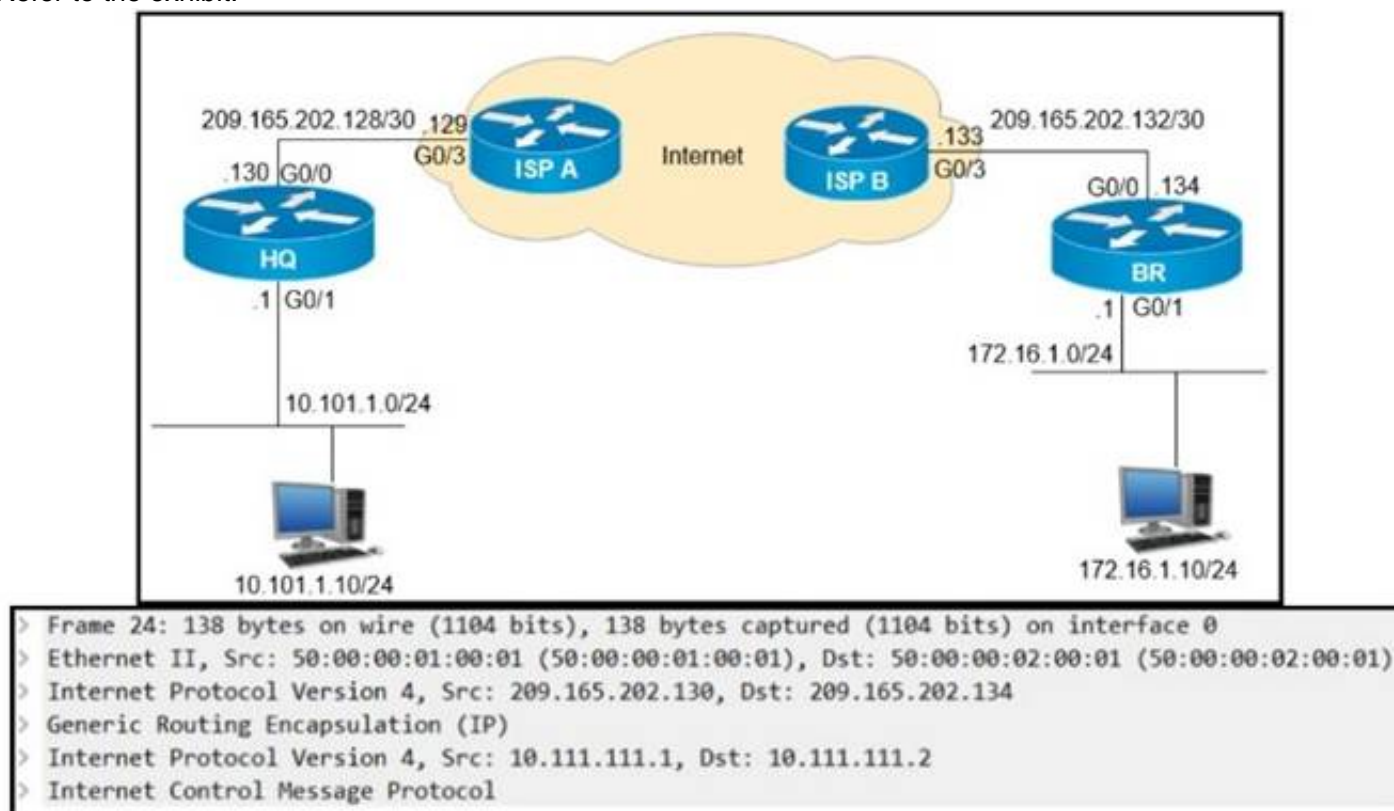 Refer to the exhibit.
209.165.202.128/30 .129
G0/3
ISP A
Internet
.133 209.165.202.132/30
G0/3
ISP B
.130 G0/0
HQ
G0/0 .134
BR
.1 G0/1
.1 G0/1
172.16.1.0/24
10.101.1.0/24
10.101.1.10/24
172.16.1.10/24
> Frame 24: 138 bytes on wire (1104 bits), 138 bytes captured (1104 bits) on interface 0
> Ethernet II, Src: 50:00:00:01:00:01 (50:00:00:01:00:01), Dst: 50:00:00:02:00:01 (50:00:00:02:00:01)
> Internet Protocol Version 4, Src: 209.165.202.130, Dst: 209.165.202.134
> Generic Routing Encapsulation (IP)
> Internet Protocol Version 4, Src: 10.111.111.1, Dst: 10.111.111.2
> Internet Control Message Protocol